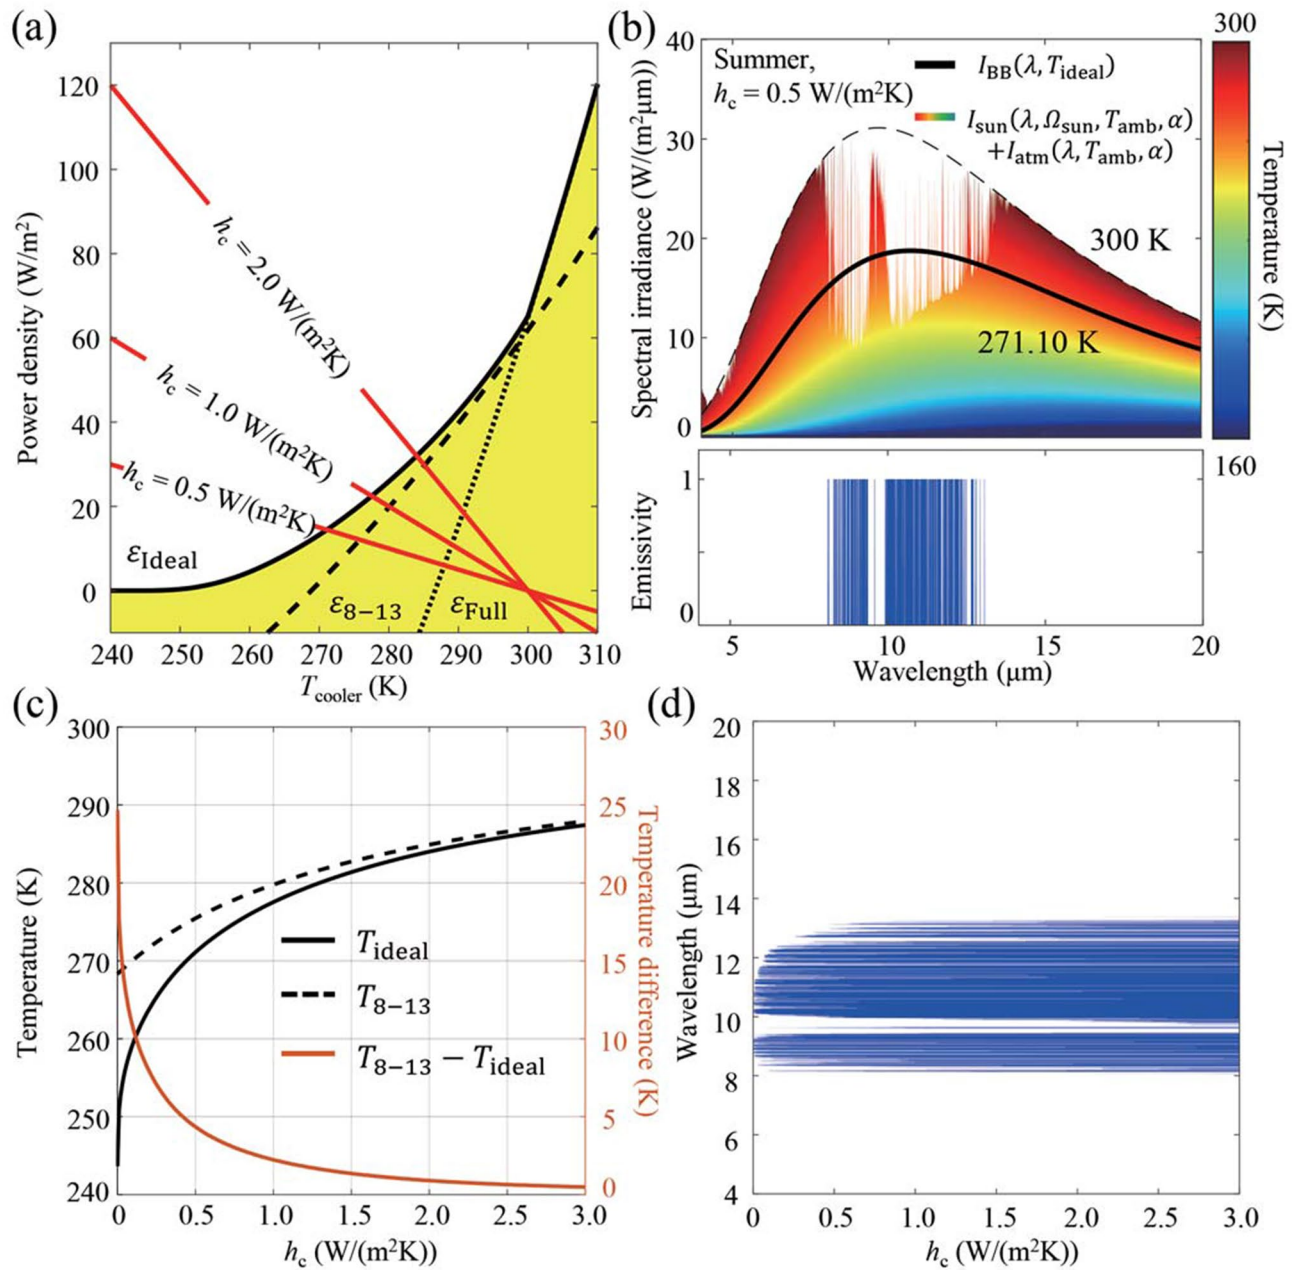 (a)
Power density (W/m²)
120
100
80
60
40
20
0
h_c = 2.0 W/(m²K)
h_c = 1.0 W/(m²K)
h_c = 0.5 W/(m²K)
ε_Ideal
ε_8−13
ε_Full
240 250 260 270 280 290 300 310
T_cooler (K)
(b)
Spectral irradiance (W/(m²μm))
40
30
20
10
0
Summer,
h_c = 0.5 W/(m²K)
I_BB(λ, T_ideal)
I_sun(λ, Ω_sun, T_amb, α)
+I_atm(λ, T_amb, α)
300 K
271.10 K
300
Temperature (K)
160
Emissivity
1
0
5 10 15 20
Wavelength (μm)
(c)
Temperature (K)
300
290
280
270
260
250
240
T_ideal
T_8−13
T_8−13 − T_ideal
30
25
20
15
10
5
0
Temperature difference (K)
0 0.5 1.0 1.5 2.0 2.5 3.0
h_c (W/(m²K))
(d)
Wavelength (μm)
20
18
16
14
12
10
8
6
4
0 0.5 1.0 1.5 2.0 2.5 3.0
h_c (W/(m²K))